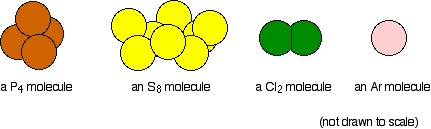 a P4 molecule
an S8 molecule
a Cl2 molecule
an Ar molecule
(not drawn to scale)